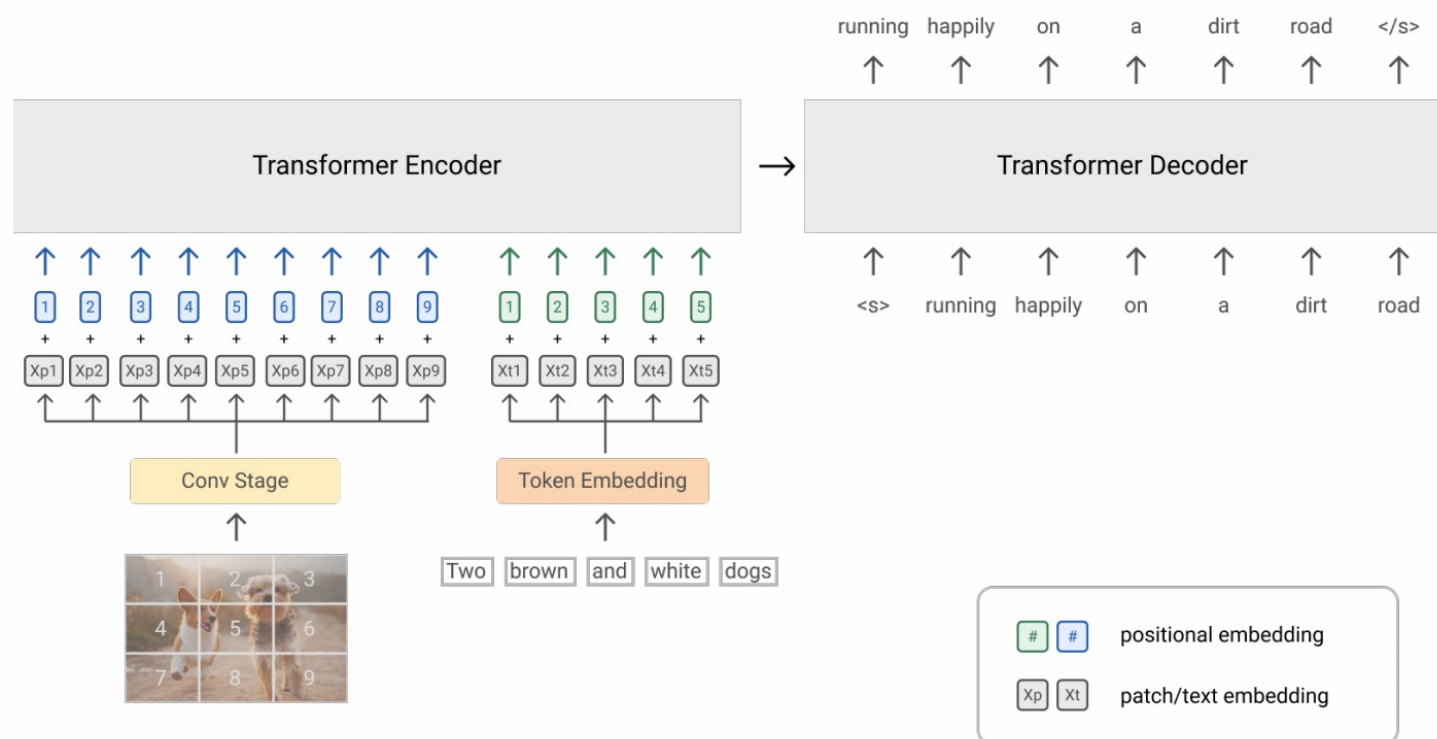 running happily on a dirt road </s>
Transformer Encoder
Transformer Decoder
1 2 3 4 5 6 7 8 9
1 2 3 4 5
<s> running happily on a dirt road
+ + + + + + + + +
+ + + + +
Xp1 Xp2 Xp3 Xp4 Xp5 Xp6 Xp7 Xp8 Xp9
Xt1 Xt2 Xt3 Xt4 Xt5
Conv Stage
Token Embedding
Two brown and white dogs
1 2 3
4 5 6
7 8 9
# # positional embedding
Xp Xt patch/text embedding